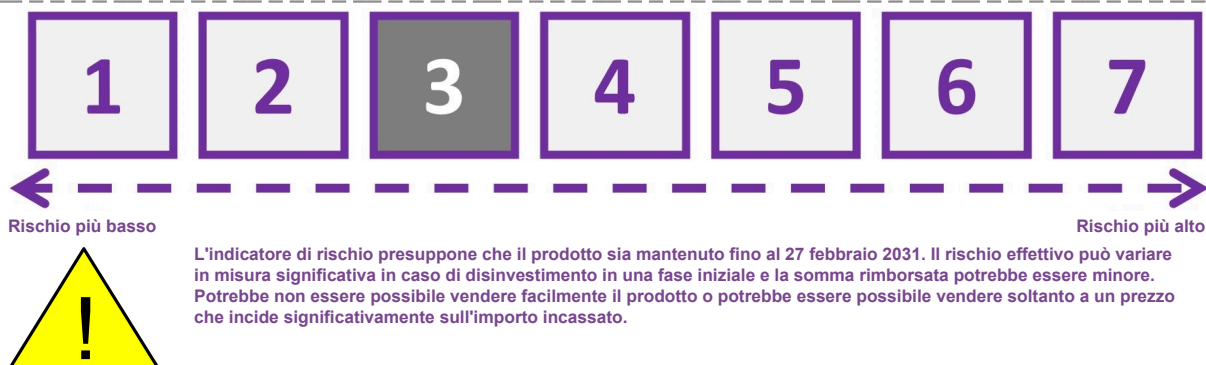 1 2 3 4 5 6 7
Rischio più basso Rischio più alto
L'indicatore di rischio presuppone che il prodotto sia mantenuto fino al 27 febbraio 2031. Il rischio effettivo può variare
in misura significativa in caso di disinvestimento in una fase iniziale e la somma rimborsata potrebbe essere minore.
Potrebbe non essere possibile vendere facilmente il prodotto o potrebbe essere possibile vendere soltanto a un prezzo
che incide significativamente sull'importo incassato.
!